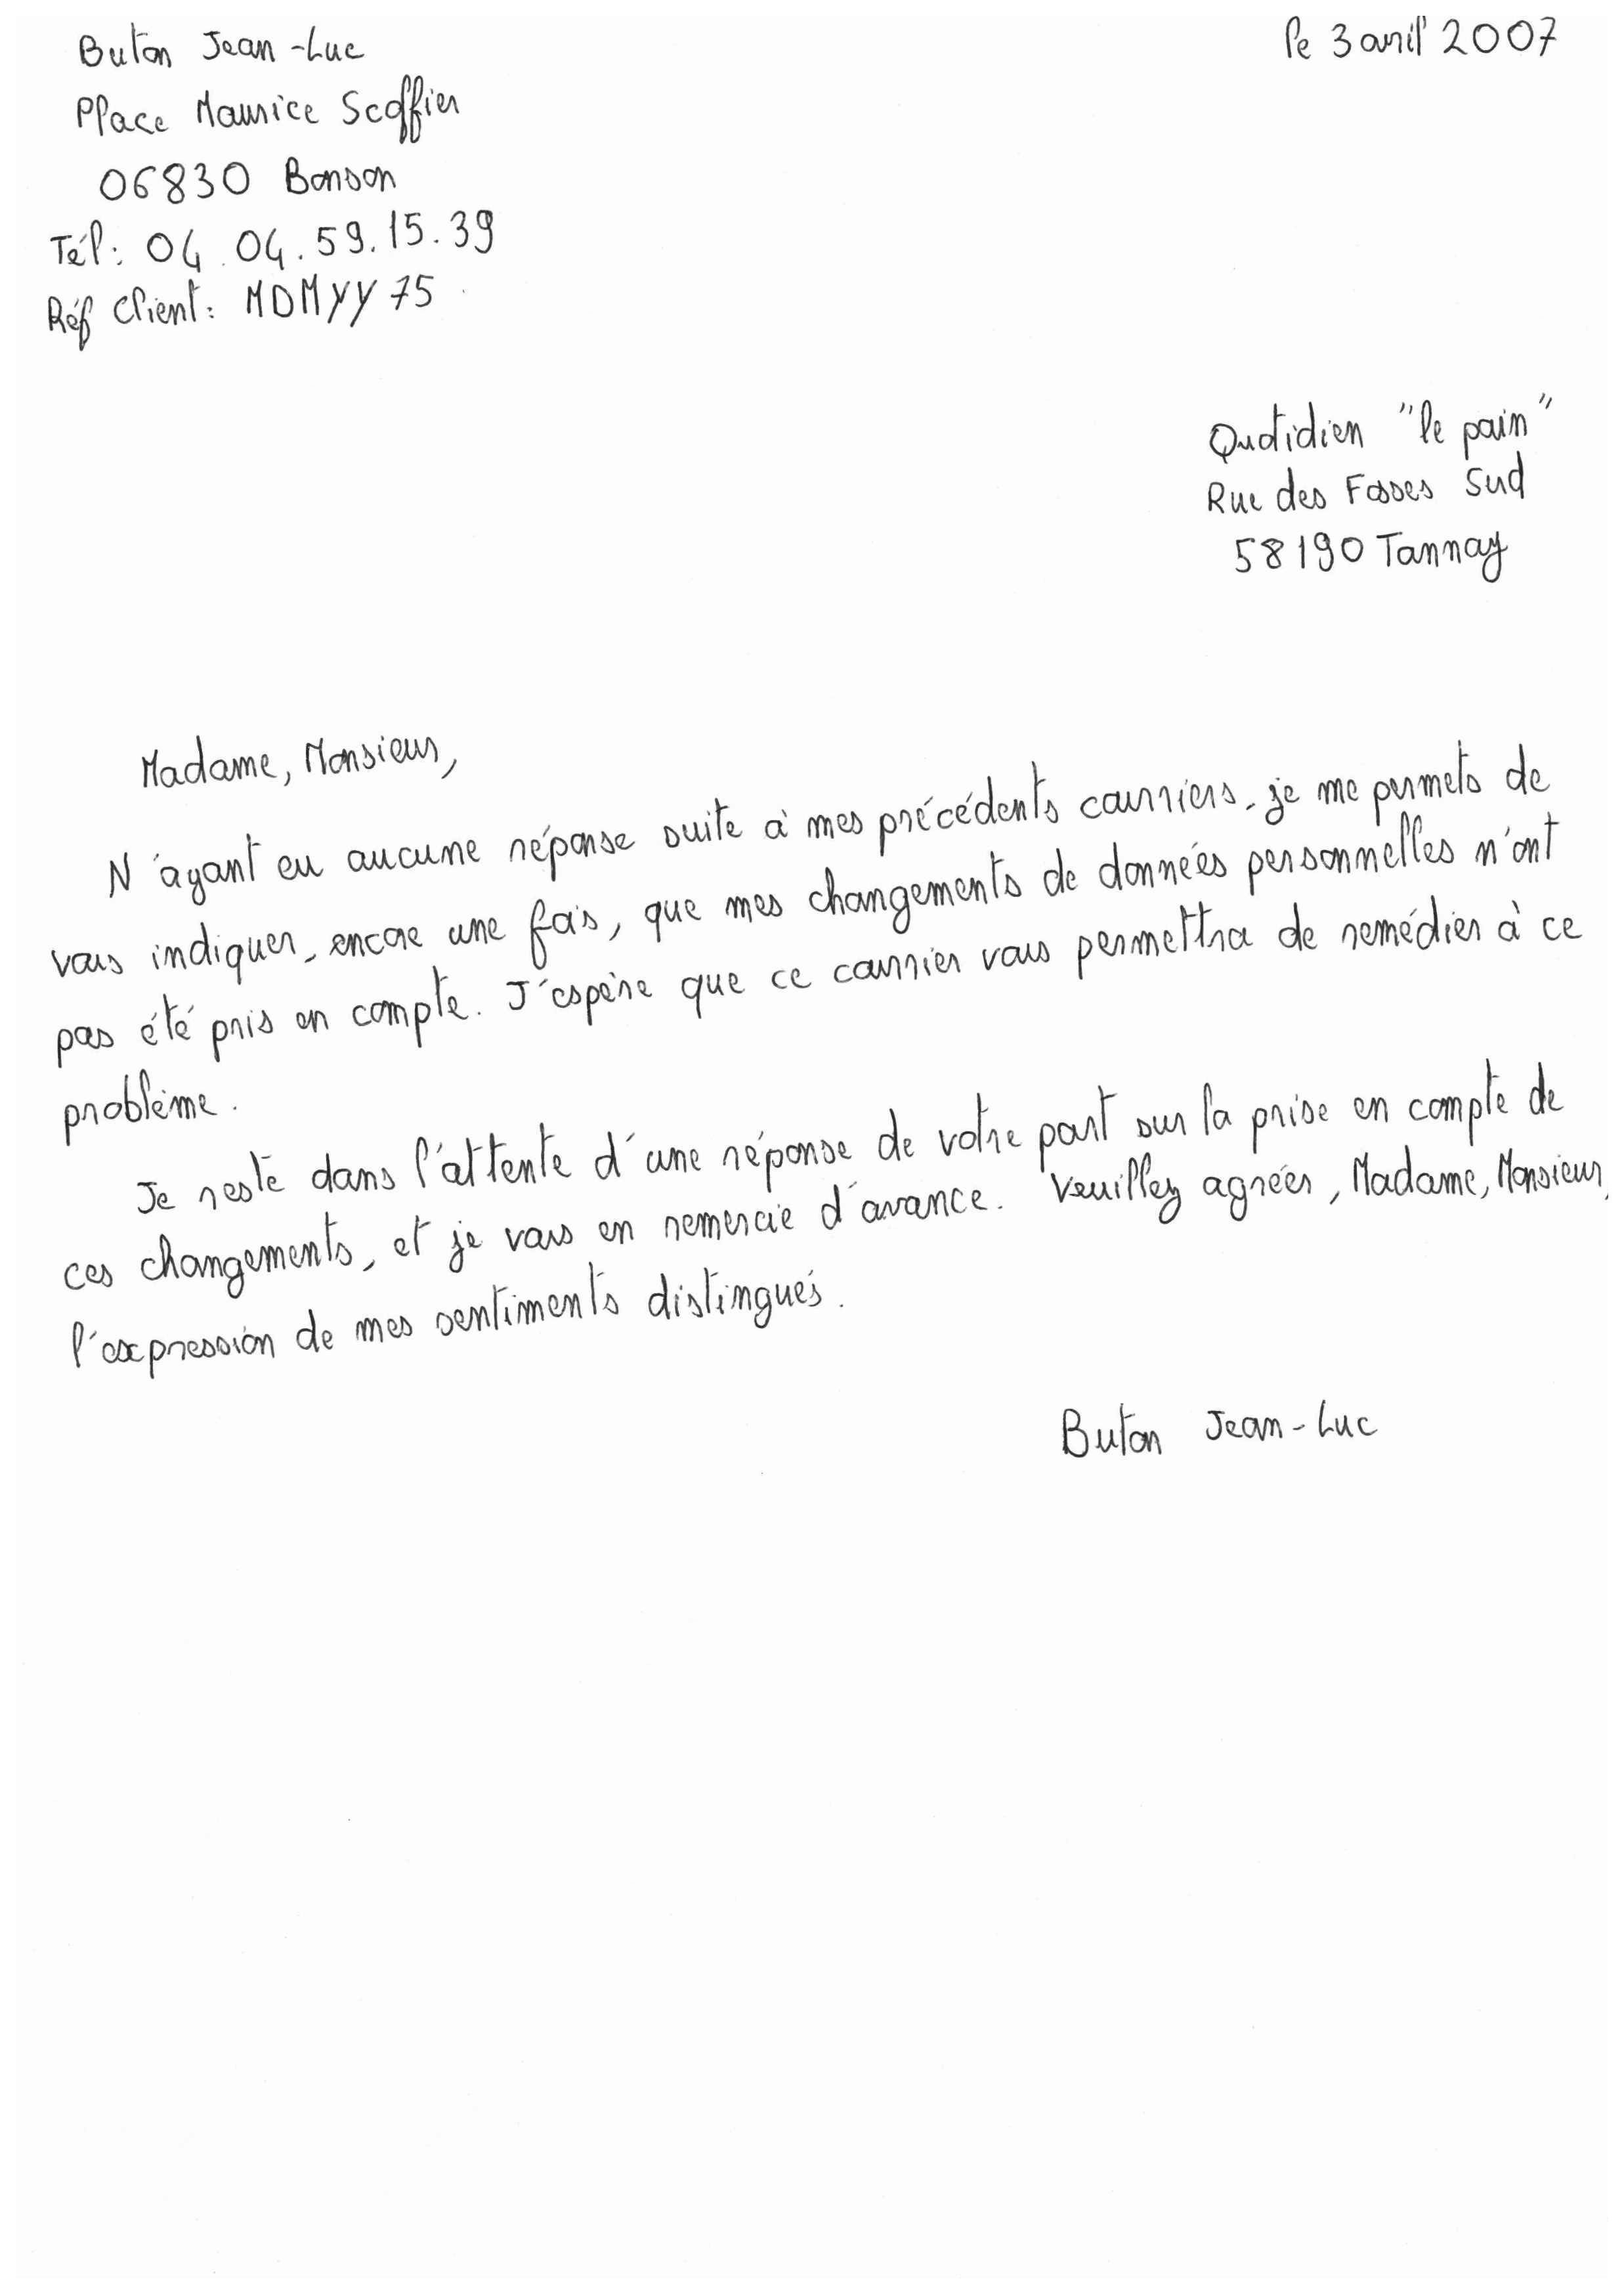 Buton Jean-Luc
le 3 avril 2007
Place Maurice Scoffier
06830 Bonson
Tél: 04.04.59.15.39
Réf Client: MDMYY75
Quotidien "le pain"
Rue des Fosses Sud
58190 Tannay
Madame, Monsieur,
N'ayant eu aucune réponse suite à mes précédents courriers, je me permets de
vous indiquer, encore une fois, que mes changements de données personnelles n'ont
pas été pris en compte. J'espère que ce courrier vous permettra de remédier à ce
problème.
Je reste dans l'attente d'une réponse de votre part sur la prise en compte de
ces changements, et je vous en remercie d'avance. Veuillez agréer, Madame, Monsieur,
l'expression de mes sentiments distingués.
Buton Jean-Luc